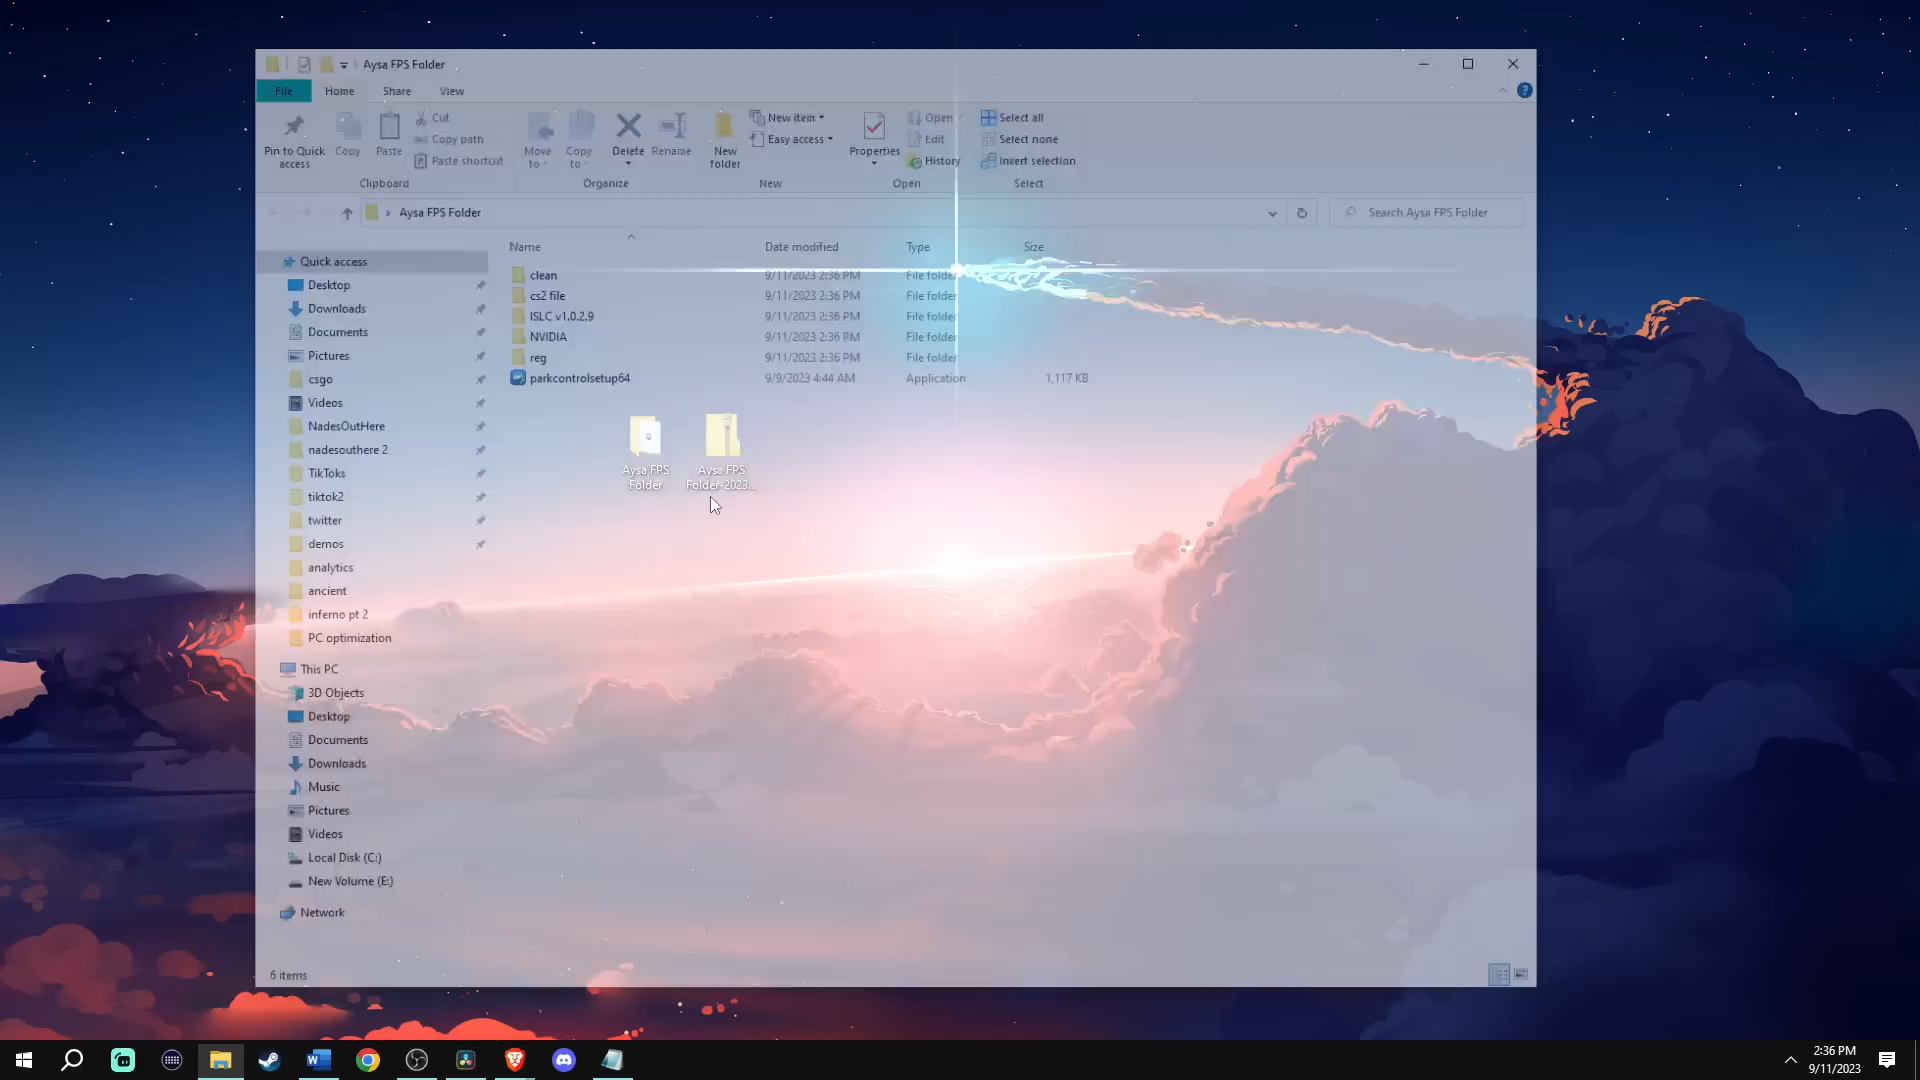 Aysa FPS Folder
File
Home
Share
View
Pin to Quick
access
Copy
Paste
Cut
Copy path
Paste shortcut
Clipboard
Move
to
Copy
to
Delete
Rename
Organize
New
folder
New item
Easy access
New
Properties
Open
Edit
History
Open
Select all
Select none
Invert selection
Select
Aysa FPS Folder
Search Aysa FPS Folder
Name
Date modified
Type
Size
clean 9/11/2023 2:36 PM File folder
cs2 file 9/11/2023 2:36 PM File folder
ISLC v1.0.2.9 9/11/2023 2:36 PM File folder
NVIDIA 9/11/2023 2:36 PM File folder
reg 9/11/2023 2:36 PM File folder
parkcontrolsetup64 9/9/2023 4:44 AM Application 1,117 KB
Aysa FPS
Folder
Aysa FPS
Folder-2023...
Quick access
Desktop
Downloads
Documents
Pictures
csgo
Videos
NadesOutHere
nadesouthere 2
TikToks
tiktok2
twitter
demos
analytics
ancient
inferno pt 2
PC optimization
This PC
3D Objects
Desktop
Documents
Downloads
Music
Pictures
Videos
Local Disk (C:)
New Volume (E:)
Network
6 items
2:36 PM
9/11/2023